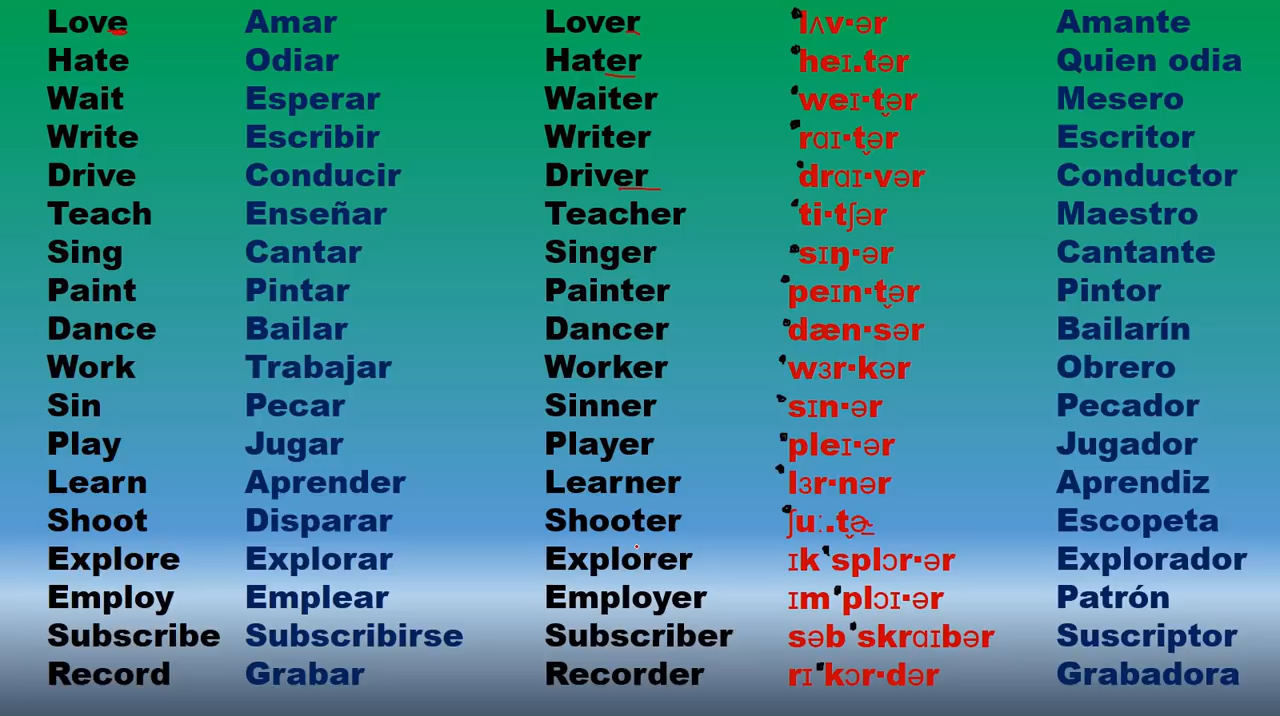 Love Amar Lover ˈlʌv·ər Amante
Hate Odiar Hater ˈheɪ.tər Quien odia
Wait Esperar Waiter ˈweɪ·t̬ər Mesero
Write Escribir Writer ˈrɑɪ·t̬ər Escritor
Drive Conducir Driver ˈdrɑɪ·vər Conductor
Teach Enseñar Teacher ˈti·tʃər Maestro
Sing Cantar Singer ˈsɪŋ·ər Cantante
Paint Pintar Painter ˈpeɪn·t̬ər Pintor
Dance Bailar Dancer ˈdæn·sər Bailarín
Work Trabajar Worker ˈwɜr·kər Obrero
Sin Pecar Sinner ˈsɪn·ər Pecador
Play Jugar Player ˈpleɪ·ər Jugador
Learn Aprender Learner ˈlɜr·nər Aprendiz
Shoot Disparar Shooter ˈʃuː.t̬ɚ Escopeta
Explore Explorar Explorer ɪkˈsplɔr·ər Explorador
Employ Emplear Employer ɪmˈplɔɪ·ər Patrón
Subscribe Subscribirse Subscriber səbˈskrɑɪbər Suscriptor
Record Grabar Recorder rɪˈkɔr·dər Grabadora